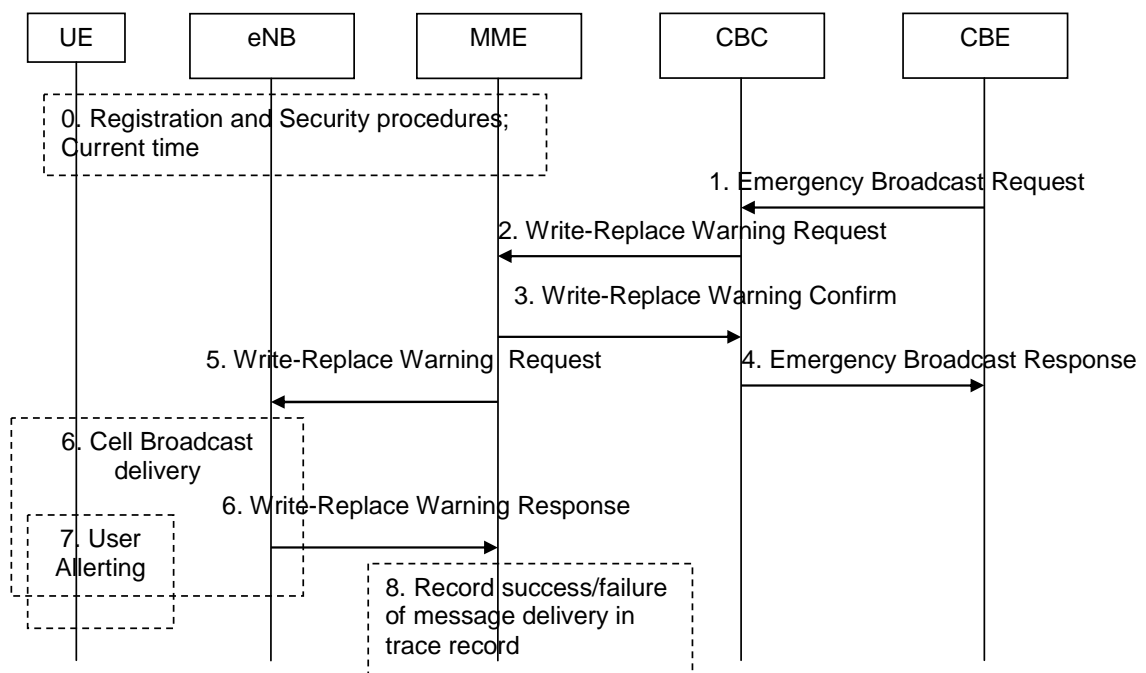 UE
eNB
MME
CBC
CBE
0. Registration and Security procedures;
Current time
1. Emergency Broadcast Request
2. Write-Replace Warning Request
3. Write-Replace Warning Confirm
5. Write-Replace Warning Request
4. Emergency Broadcast Response
6. Cell Broadcast
delivery
6. Write-Replace Warning Response
7. User
Allerting
8. Record success/failure
of message delivery in
trace record